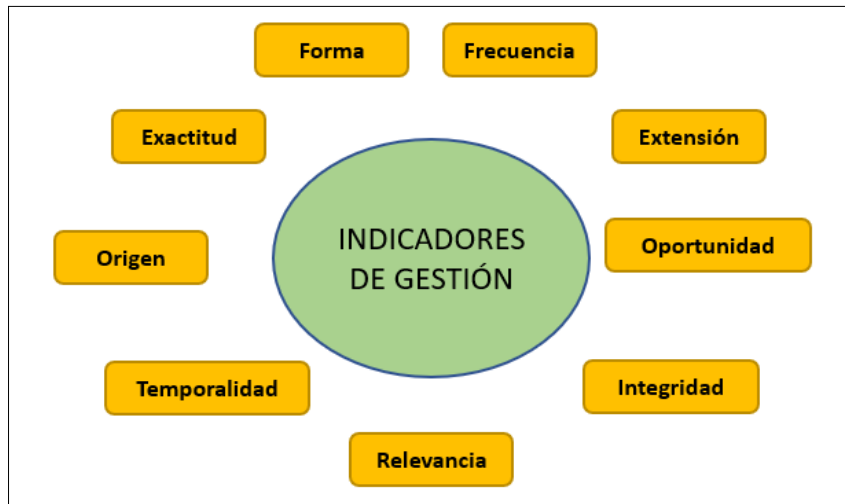 Forma
Frecuencia
Exactitud
Extensión
INDICADORES
DE GESTIÓN
Origen
Oportunidad
Temporalidad
Integridad
Relevancia